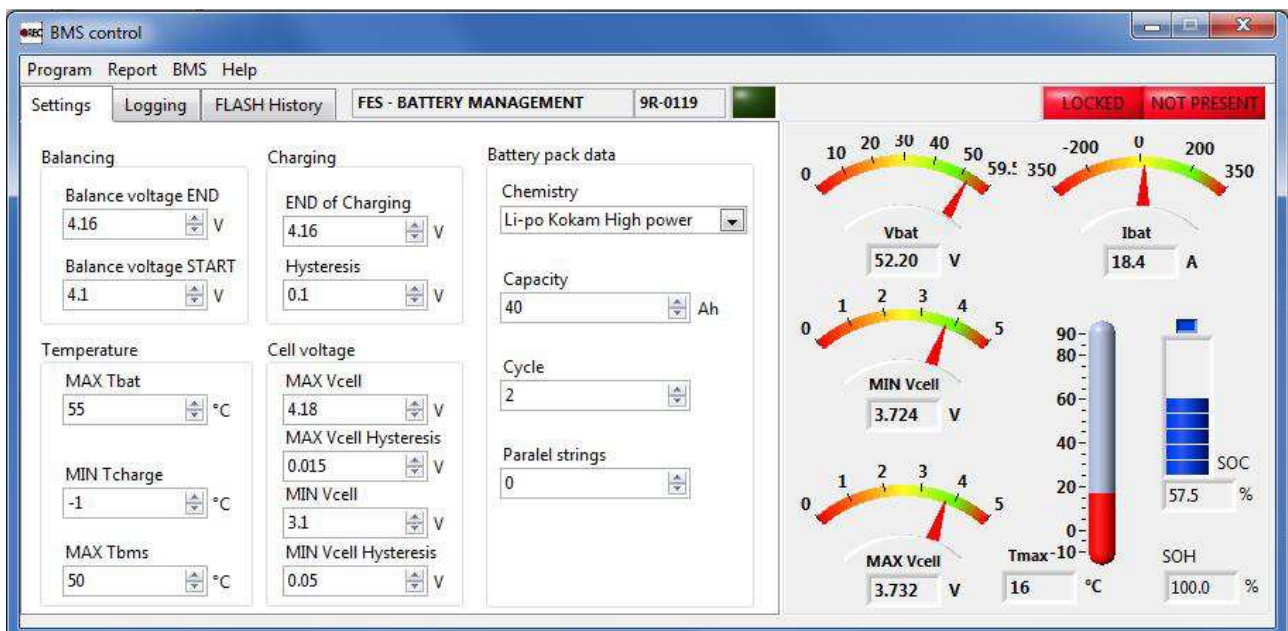 BMS control
Program Report BMS Help
Settings Logging FLASH History FES - BATTERY MANAGEMENT 9R-0119 LOCKED NOT PRESENT
Balancing
Balance voltage END
4.16 V
Balance voltage START
4.1 V
Charging
END of Charging
4.16 V
Hysteresis
0.1 V
Battery pack data
Chemistry
Li-po Kokam High power
Capacity
40 Ah
Cycle
2
Paralel strings
0
Temperature
MAX Tbat
55 °C
MIN Tcharge
-1 °C
MAX Tbms
50 °C
Cell voltage
MAX Vcell
4.18 V
MAX Vcell Hysteresis
0.015 V
MIN Vcell
3.1 V
MIN Vcell Hysteresis
0.05 V
0 10 20 30 40 50 59.5
Vbat
52.20 V
350 -200 0 200 350
Ibat
18.4 A
0 1 2 3 4 5
MIN Vcell
3.724 V
0 1 2 3 4 5
MAX Vcell
3.732 V
90
80
60
40
20
0
-10
Tmax
16 °C
SOC
57.5 %
SOH
100.0 %